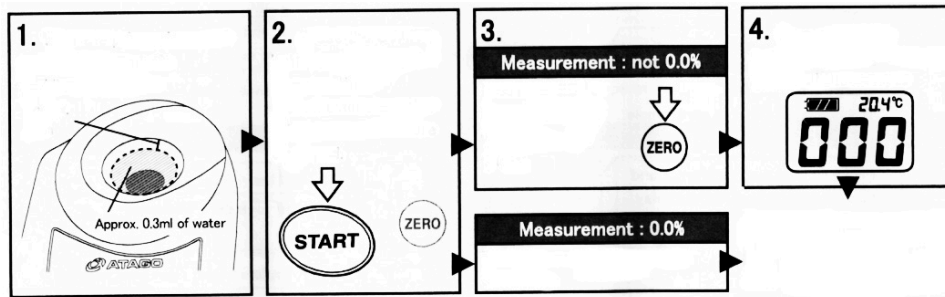 1.
Approx. 0.3ml of water
ATAGO
2.
START
ZERO
3.
Measurement : not 0.0%
ZERO
Measurement : 0.0%
4.
20.4℃
000